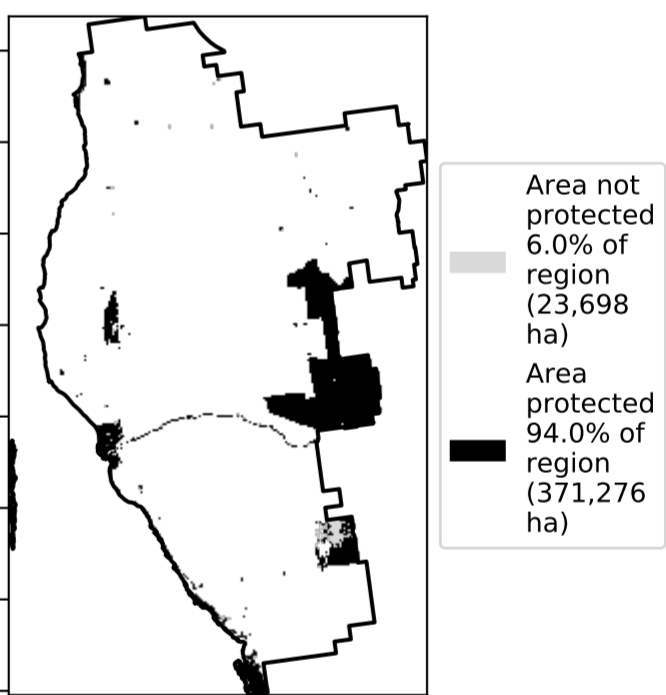 Area not
protected
6.0% of
region
(23,698
ha)
Area
protected
94.0% of
region
(371,276
ha)